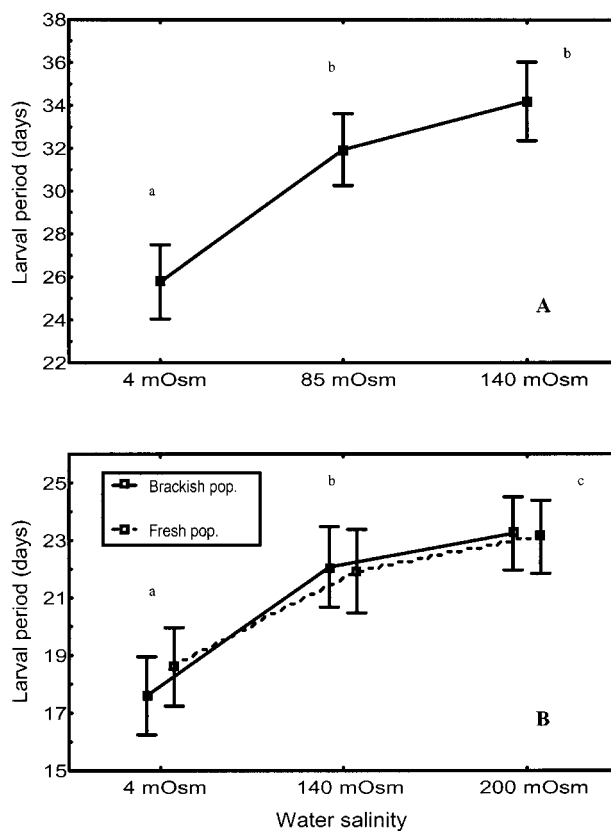 38
36
34
32
30
28
26
24
22
Larval period (days)
a
b
b
A
4 mOsm
85 mOsm
140 mOsm
25
23
21
19
17
15
Larval period (days)
Brackish pop.
Fresh pop.
a
b
c
B
4 mOsm
140 mOsm
200 mOsm
Water salinity